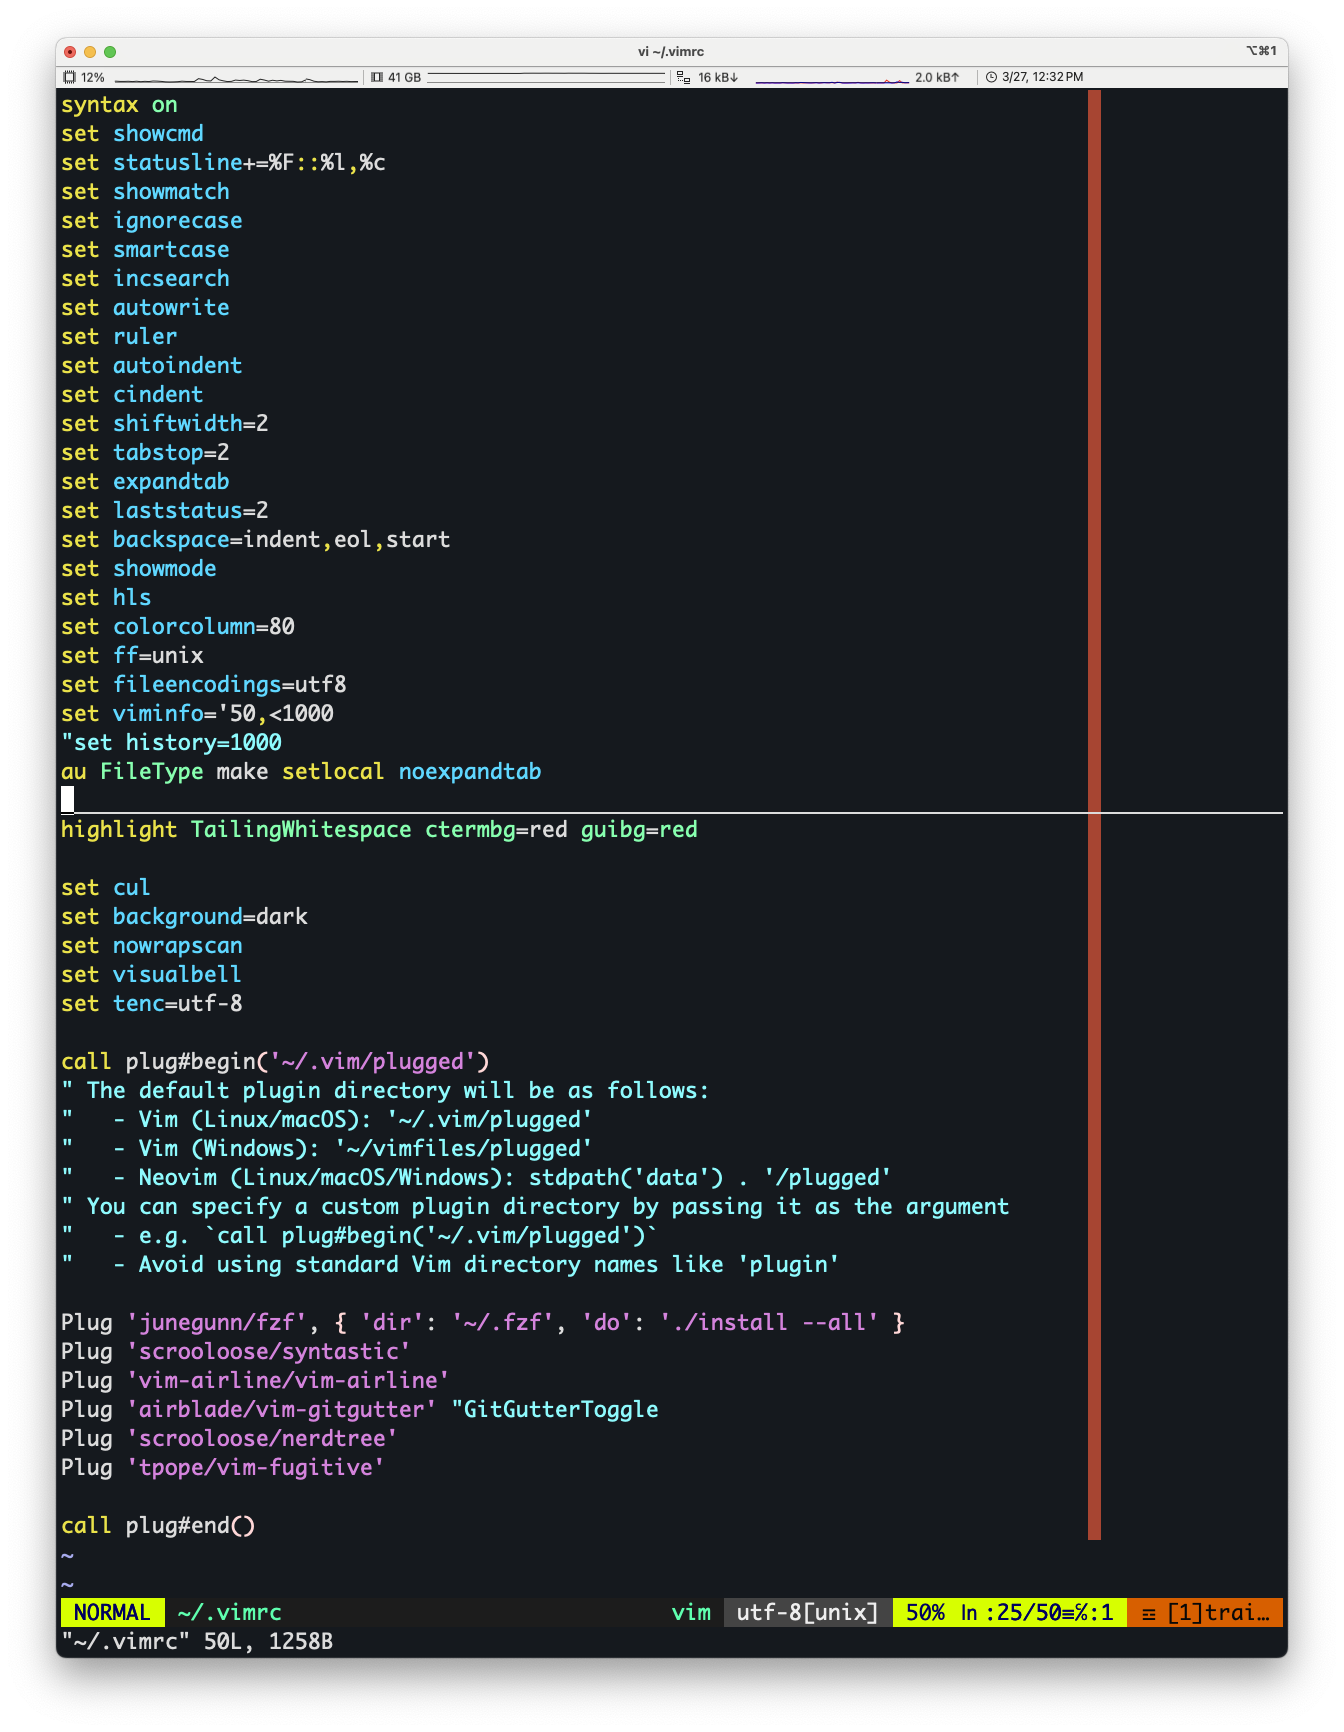 vi ~/.vimrc
⌥⌘1
12% 41 GB 16 kB↓ 2.0 kB↑ 3/27, 12:32 PM
syntax on
set showcmd
set statusline+=%F::%l,%c
set showmatch
set ignorecase
set smartcase
set incsearch
set autowrite
set ruler
set autoindent
set cindent
set shiftwidth=2
set tabstop=2
set expandtab
set laststatus=2
set backspace=indent,eol,start
set showmode
set hls
set colorcolumn=80
set ff=unix
set fileencodings=utf8
set viminfo='50,<1000
"set history=1000
au FileType make setlocal noexpandtab
highlight TailingWhitespace ctermbg=red guibg=red
set cul
set background=dark
set nowrapscan
set visualbell
set tenc=utf-8
call plug#begin('~/.vim/plugged')
" The default plugin directory will be as follows:
"   - Vim (Linux/macOS): '~/.vim/plugged'
"   - Vim (Windows): '~/vimfiles/plugged'
"   - Neovim (Linux/macOS/Windows): stdpath('data') . '/plugged'
" You can specify a custom plugin directory by passing it as the argument
"   - e.g. `call plug#begin('~/.vim/plugged')`
"   - Avoid using standard Vim directory names like 'plugin'
Plug 'junegunn/fzf', { 'dir': '~/.fzf', 'do': './install --all' }
Plug 'scrooloose/syntastic'
Plug 'vim-airline/vim-airline'
Plug 'airblade/vim-gitgutter' "GitGutterToggle
Plug 'scrooloose/nerdtree'
Plug 'tpope/vim-fugitive'
call plug#end()
~
~
NORMAL ~/.vimrc vim utf-8[unix] 50% ㏑:25/50≡℅:1 ☲ [1]trai…
"~/.vimrc" 50L, 1258B